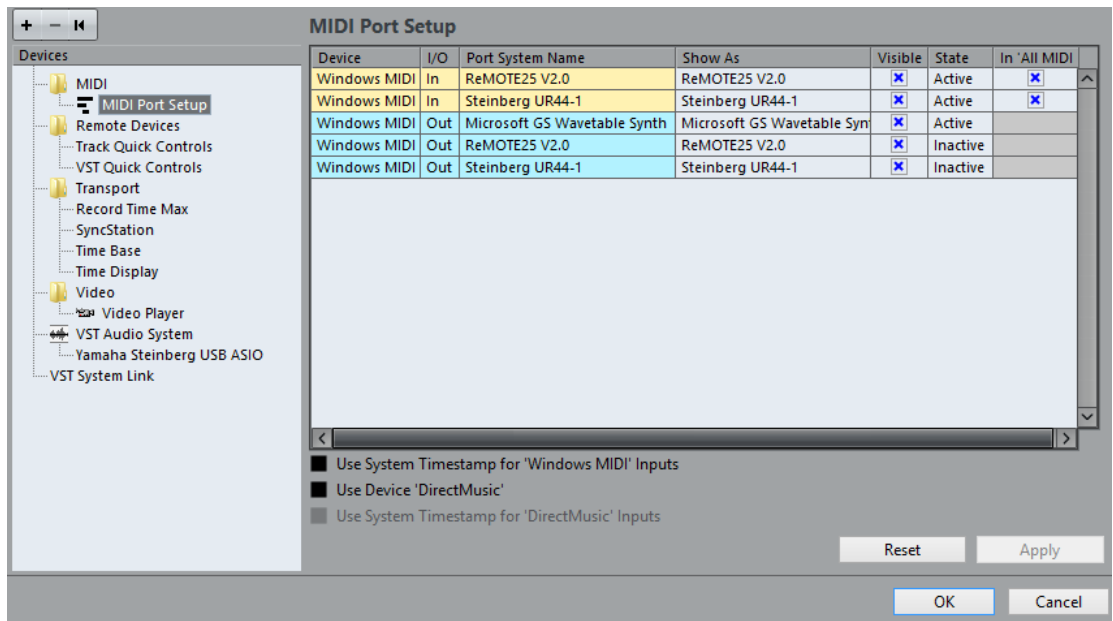 MIDI Port Setup
Devices
MIDI
MIDI Port Setup
Remote Devices
Track Quick Controls
VST Quick Controls
Transport
Record Time Max
SyncStation
Time Base
Time Display
Video
Video Player
VST Audio System
Yamaha Steinberg USB ASIO
VST System Link
Device I/O Port System Name Show As Visible State In 'All MIDI
Windows MIDI In ReMOTE25 V2.0 ReMOTE25 V2.0 Active
Windows MIDI In Steinberg UR44-1 Steinberg UR44-1 Active
Windows MIDI Out Microsoft GS Wavetable Synth Microsoft GS Wavetable Syn Active
Windows MIDI Out ReMOTE25 V2.0 ReMOTE25 V2.0 Inactive
Windows MIDI Out Steinberg UR44-1 Steinberg UR44-1 Inactive
Use System Timestamp for 'Windows MIDI' Inputs
Use Device 'DirectMusic'
Use System Timestamp for 'DirectMusic' Inputs
Reset Apply
OK Cancel